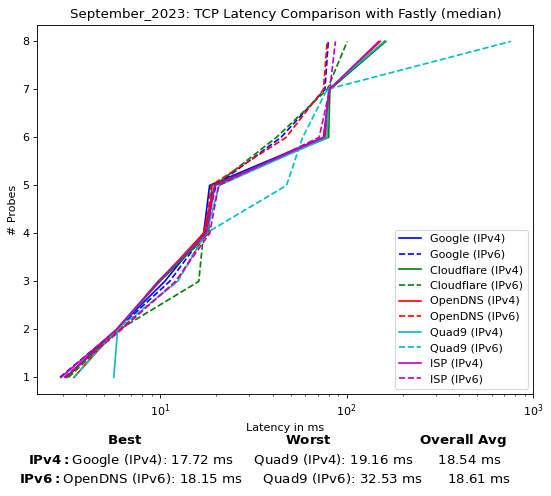 September_2023: TCP Latency Comparison with Fastly (median)
8
7
6
5
4
3
2
1
# Probes
Google (IPv4)
Google (IPv6)
Cloudflare (IPv4)
Cloudflare (IPv6)
OpenDNS (IPv4)
OpenDNS (IPv6)
Quad9 (IPv4)
Quad9 (IPv6)
ISP (IPv4)
ISP (IPv6)
10¹ 10² 10³
Latency in ms
Best Worst Overall Avg
IPv4: Google (IPv4): 17.72 ms Quad9 (IPv4): 19.16 ms 18.54 ms
IPv6: OpenDNS (IPv6): 18.15 ms Quad9 (IPv6): 32.53 ms 18.61 ms